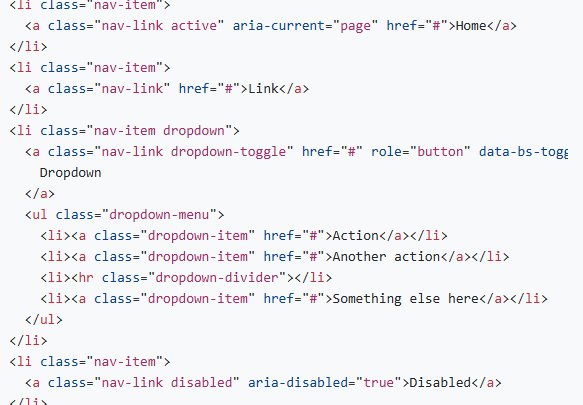 <li class="nav-item">
<a class="nav-link active" aria-current="page" href="#">Home</a>
</li>
<li class="nav-item">
<a class="nav-link" href="#">Link</a>
</li>
<li class="nav-item dropdown">
<a class="nav-link dropdown-toggle" href="#" role="button" data-bs-togg
Dropdown
</a>
<ul class="dropdown-menu">
<li><a class="dropdown-item" href="#">Action</a></li>
<li><a class="dropdown-item" href="#">Another action</a></li>
<li><hr class="dropdown-divider"></li>
<li><a class="dropdown-item" href="#">Something else here</a></li>
</ul>
</li>
<li class="nav-item">
<a class="nav-link disabled" aria-disabled="true">Disabled</a>
</li>